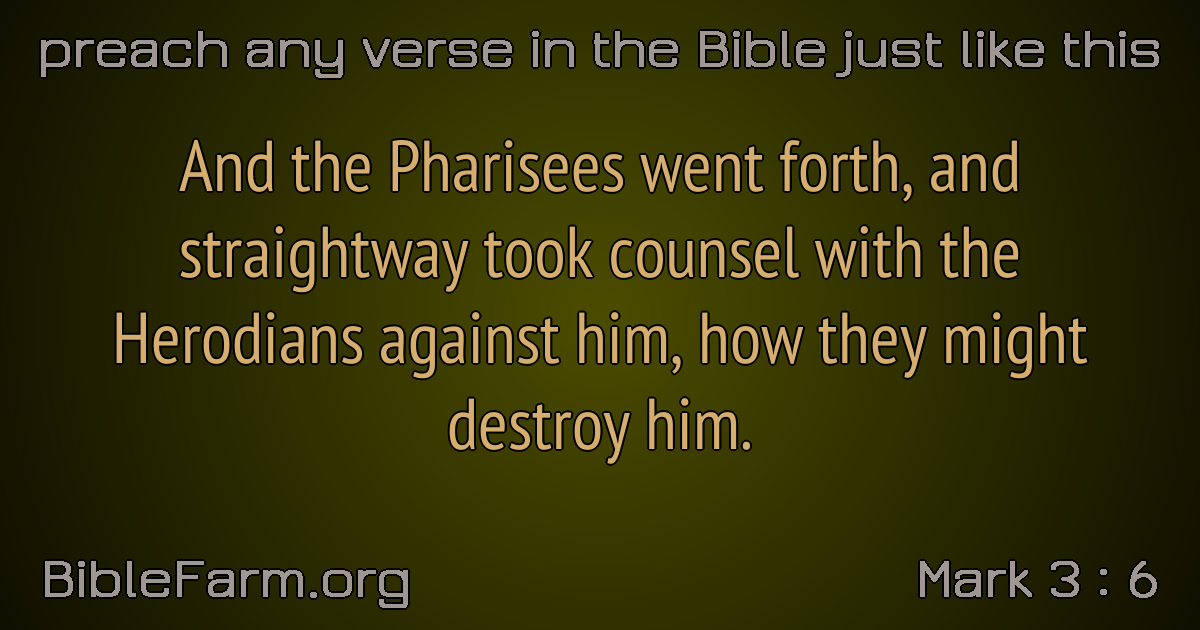 preach any verse in the Bible just like this
And the Pharisees went forth, and
straightway took counsel with the
Herodians against him, how they might
destroy him.
BibleFarm.org
Mark 3 : 6